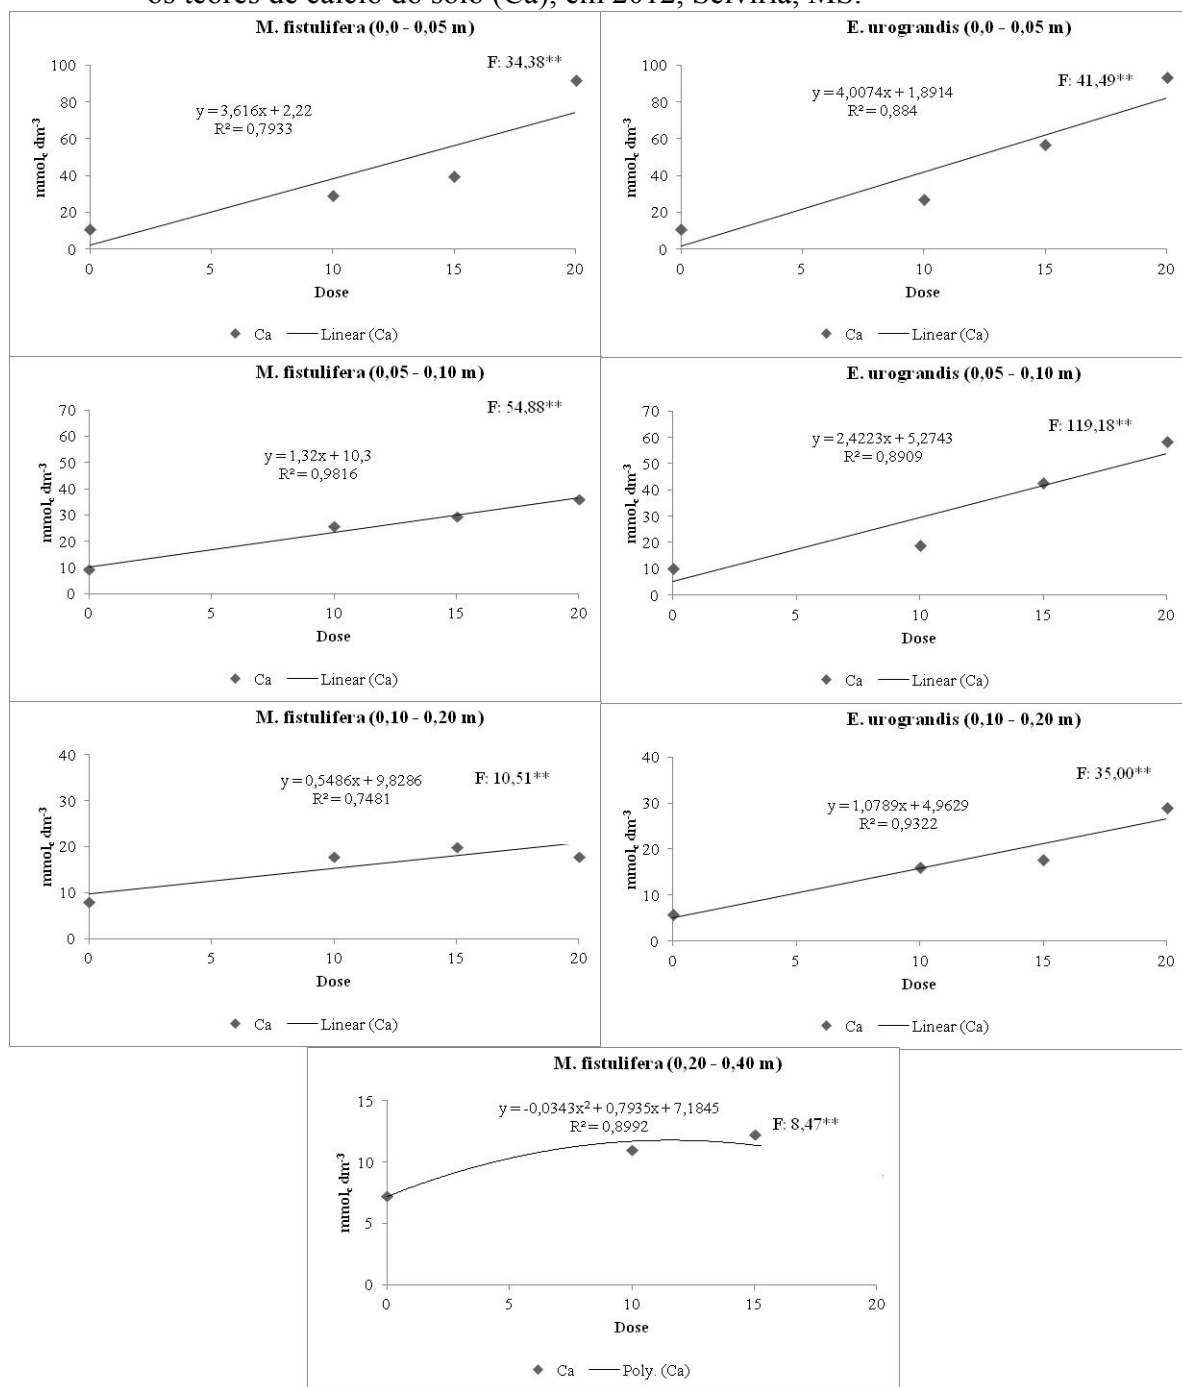 os teores de cálcio do solo (Ca), em 2012, Selvíria, MS.
M. fistulifera (0,0 - 0,05 m)
F: 34,38**
y = 3,616x + 2,22
R² = 0,7933
mmol_c dm⁻³
100
80
60
40
20
0
0 5 10 15 20
Dose
Ca Linear (Ca)
E. urograndis (0,0 - 0,05 m)
F: 41,49**
y = 4,0074x + 1,8914
R² = 0,884
mmol_c dm⁻³
100
80
60
40
20
0
0 5 10 15 20
Dose
Ca Linear (Ca)
M. fistulifera (0,05 - 0,10 m)
F: 54,88**
y = 1,32x + 10,3
R² = 0,9816
mmol_c dm⁻³
70
60
50
40
30
20
10
0
0 5 10 15 20
Dose
Ca Linear (Ca)
E. urograndis (0,05 - 0,10 m)
F: 119,18**
y = 2,4223x + 5,2743
R² = 0,8909
mmol_c dm⁻³
70
60
50
40
30
20
10
0
0 5 10 15 20
Dose
Ca Linear (Ca)
M. fistulifera (0,10 - 0,20 m)
F: 10,51**
y = 0,5486x + 9,8286
R² = 0,7481
mmol_c dm⁻³
40
30
20
10
0
0 5 10 15 20
Dose
Ca Linear (Ca)
E. urograndis (0,10 - 0,20 m)
F: 35,00**
y = 1,0789x + 4,9629
R² = 0,9322
mmol_c dm⁻³
40
30
20
10
0
0 5 10 15 20
Dose
Ca Linear (Ca)
M. fistulifera (0,20 - 0,40 m)
y = -0,0343x² + 0,7935x + 7,1845
R² = 0,8992
F: 8,47**
mmol_c dm⁻³
15
10
5
0
0 5 10 15 20
Dose
Ca Poly. (Ca)